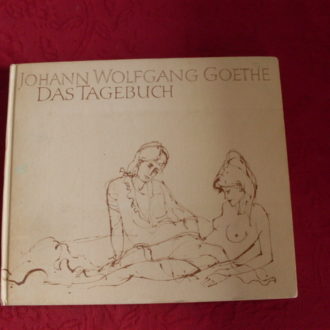 JOHANN WOLFGANG GOETHE
DAS TAGEBUCH